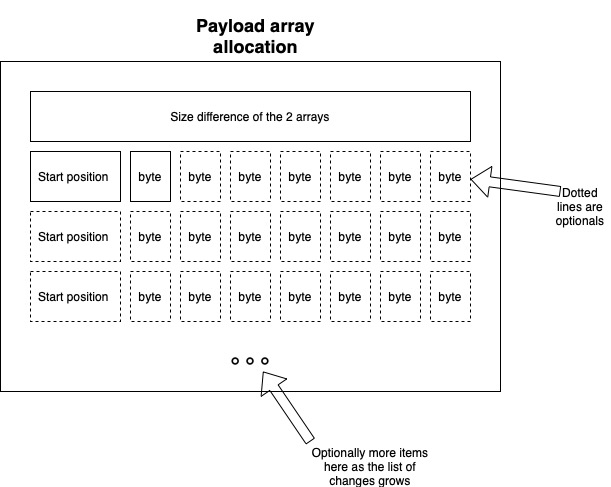 Payload array
allocation
Size difference of the 2 arrays
Start position byte byte byte byte byte byte byte
Dotted
lines are
optionals
Start position byte byte byte byte byte byte byte
Start position byte byte byte byte byte byte byte
Optionally more items
here as the list of
changes grows